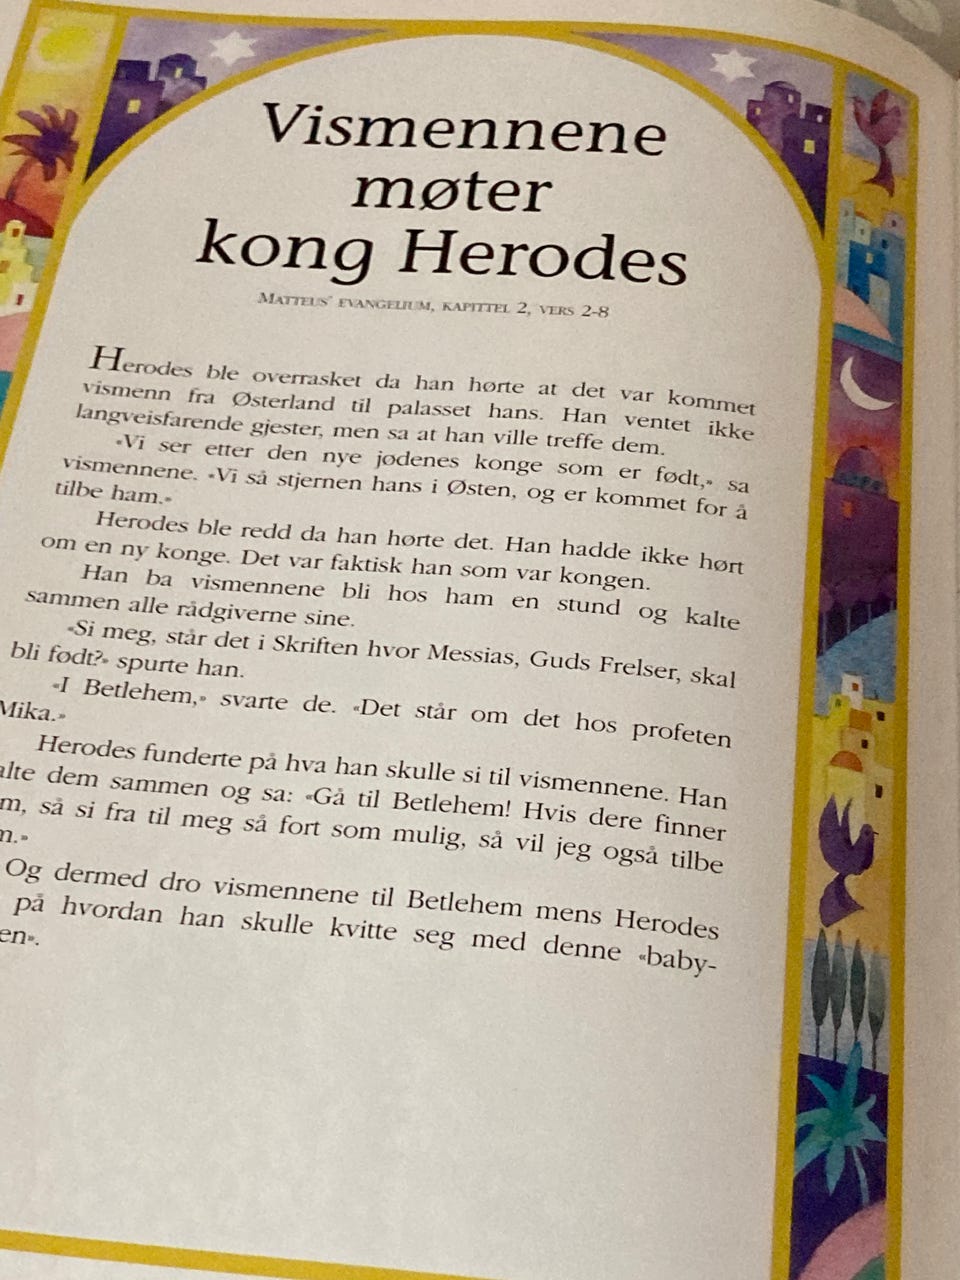 Vismennene
møter
kong Herodes
Matteus' evangelium, kapittel 2, vers 2-8
Herodes ble overrasket da han hørte at det var kommet
vismenn fra Østerland til palasset hans. Han ventet ikke
langveisfarende gjester, men sa at han ville treffe dem.
«Vi ser etter den nye jødenes konge som er født,» sa
vismennene. «Vi så stjernen hans i Østen, og er kommet for å
tilbe ham.»
Herodes ble redd da han hørte det. Han hadde ikke hørt
om en ny konge. Det var faktisk han som var kongen.
Han ba vismennene bli hos ham en stund og kalte
sammen alle rådgiverne sine.
«Si meg, står det i Skriften hvor Messias, Guds Frelser, skal
bli født?» spurte han.
«I Betlehem,» svarte de. «Det står om det hos profeten
Mika.»
Herodes funderte på hva han skulle si til vismennene. Han
alte dem sammen og sa: «Gå til Betlehem! Hvis dere finner
m, så si fra til meg så fort som mulig, så vil jeg også tilbe
m.»
Og dermed dro vismennene til Betlehem mens Herodes
på hvordan han skulle kvitte seg med denne «baby-
en».